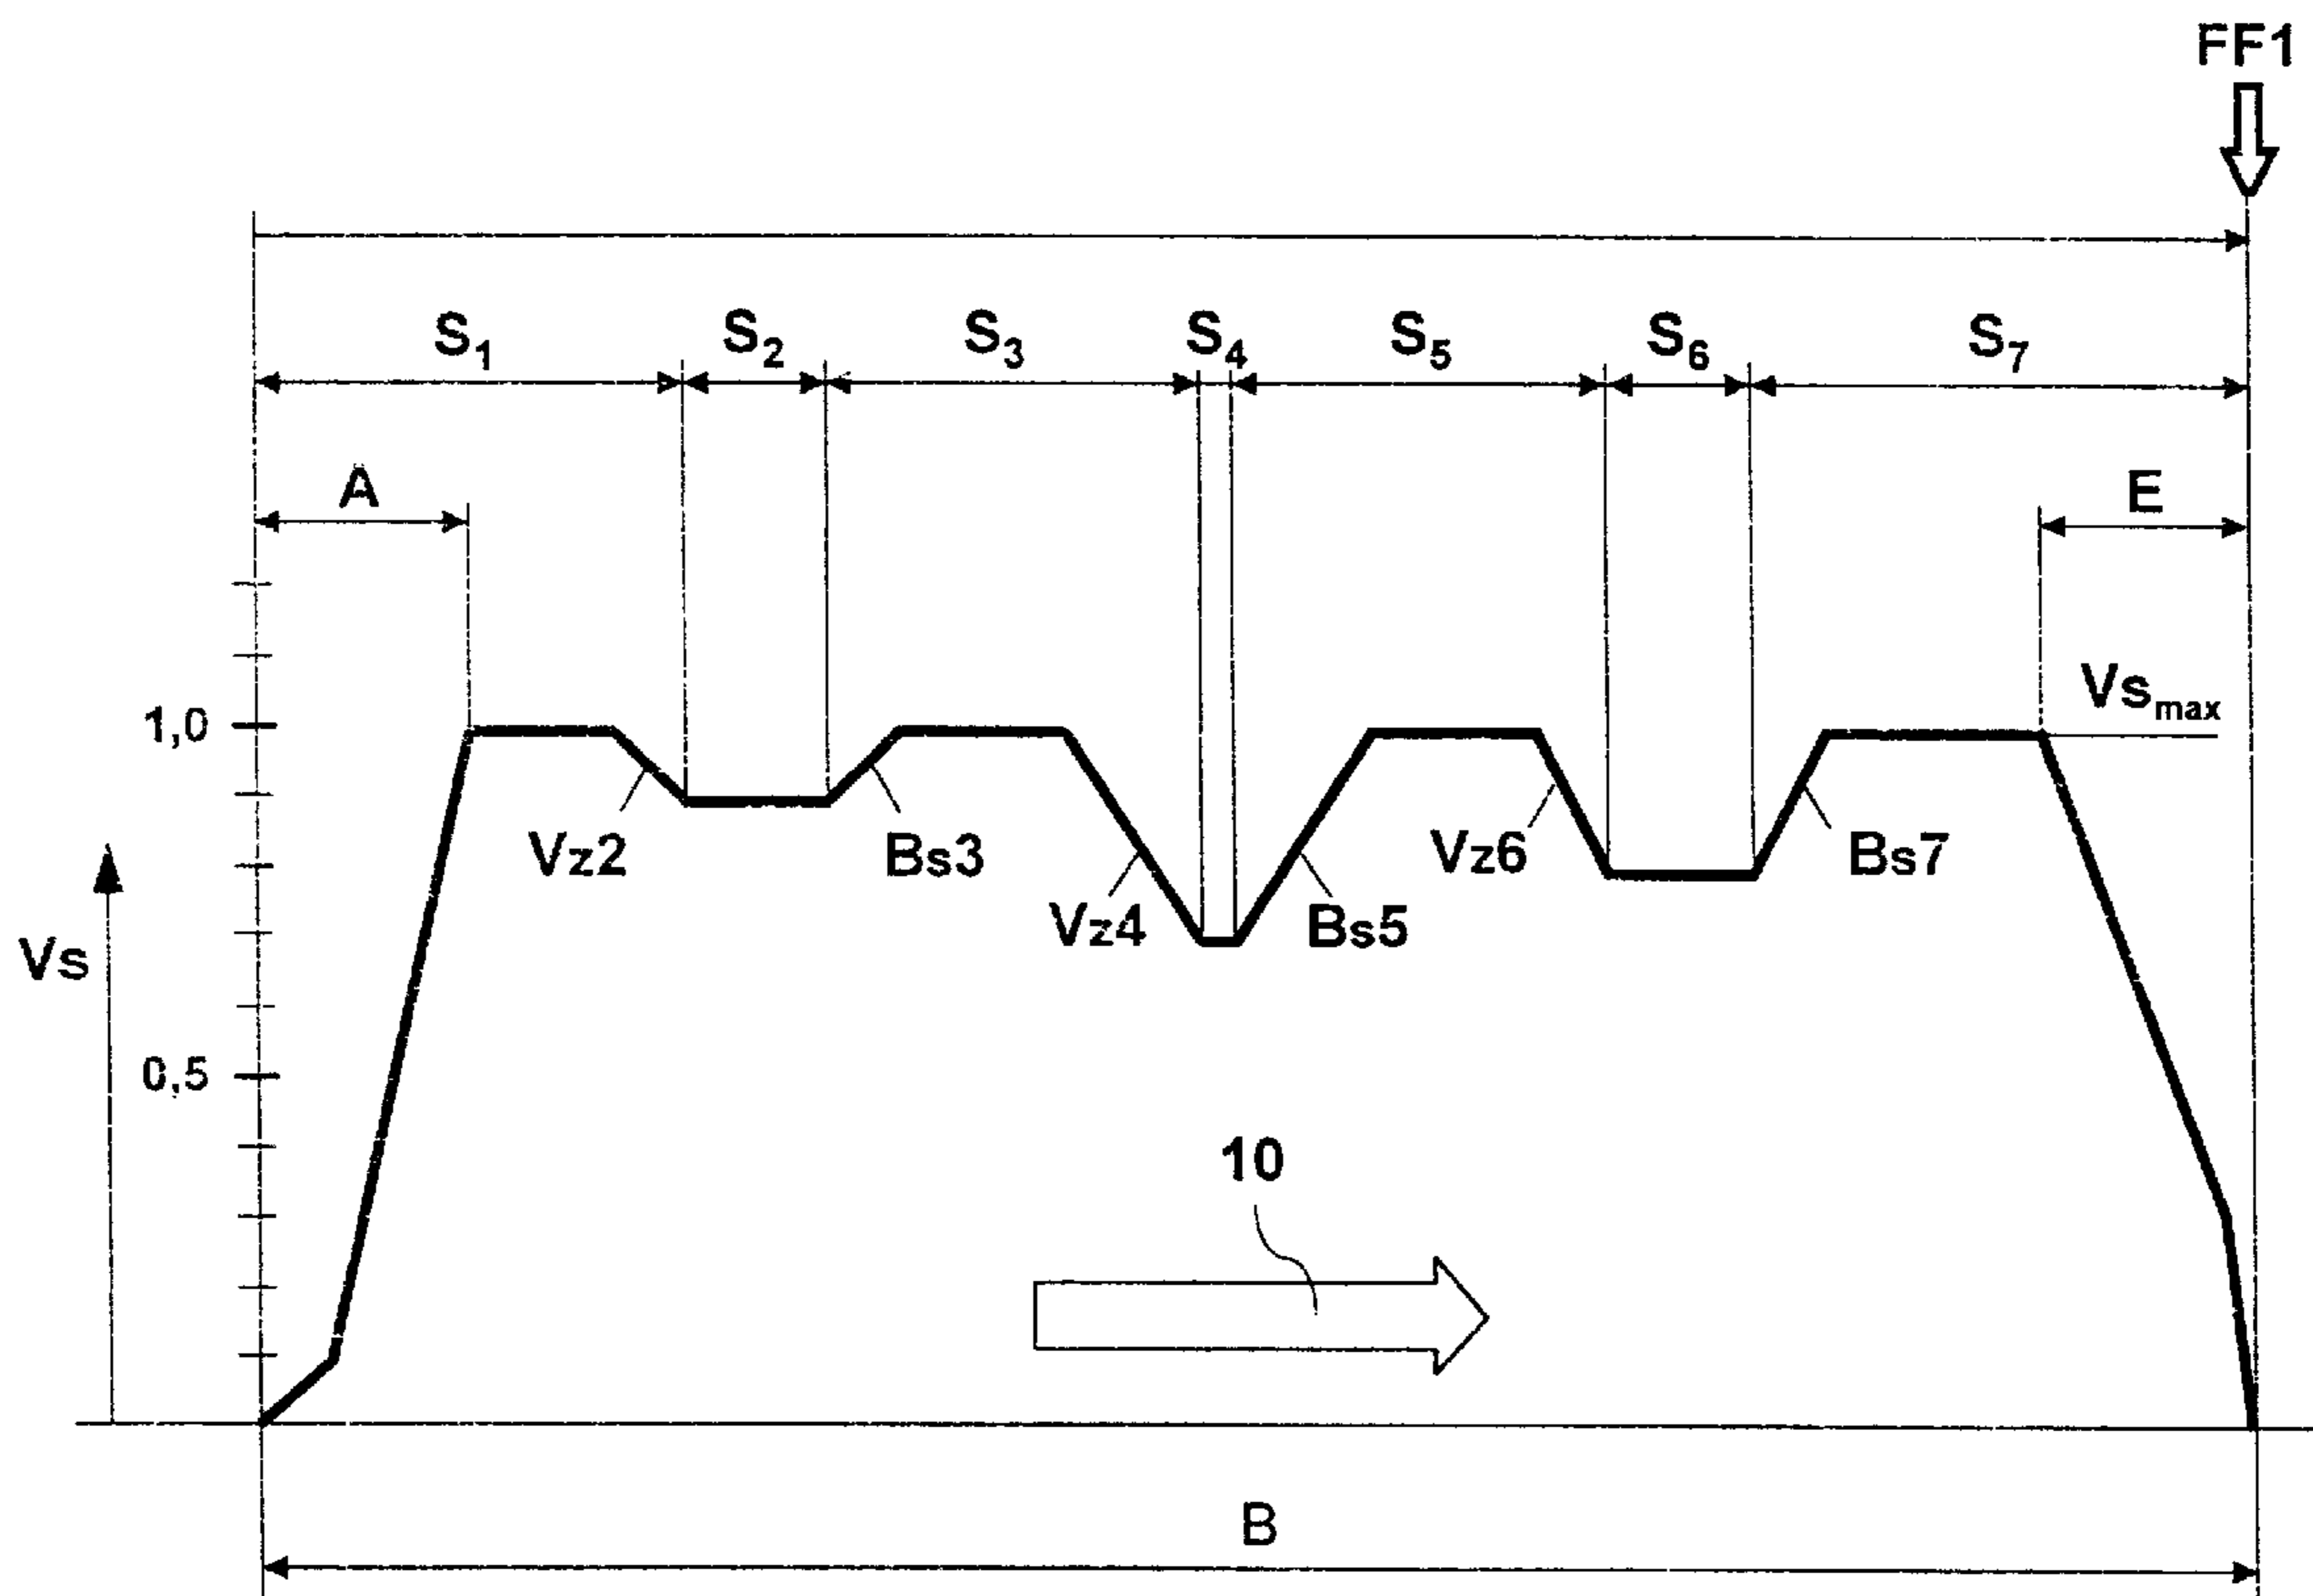 FF1
S₁ S₂ S₃ S₄ S₅ S₆ S₇
A E
Vsₘₐₓ
1,0
Vz2 Bs3 Vz6 Bs7
Vz4 Bs5
Vs
0,5
10
B